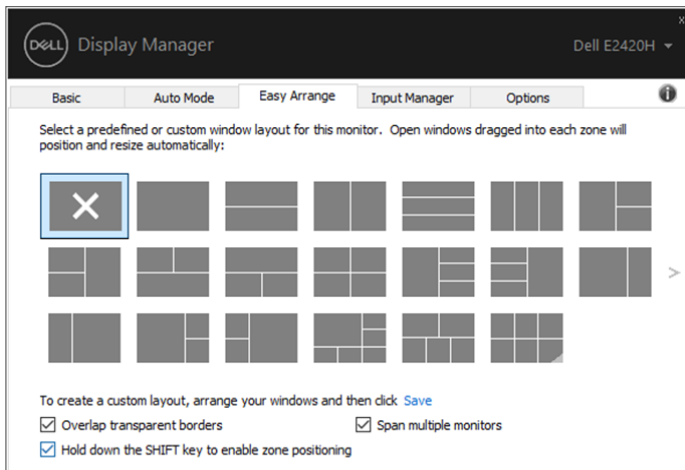 x
DELL Display Manager
Dell E2420H
Basic Auto Mode Easy Arrange Input Manager Options
Select a predefined or custom window layout for this monitor. Open windows dragged into each zone will
position and resize automatically:
To create a custom layout, arrange your windows and then click Save
Overlap transparent borders
Span multiple monitors
Hold down the SHIFT key to enable zone positioning